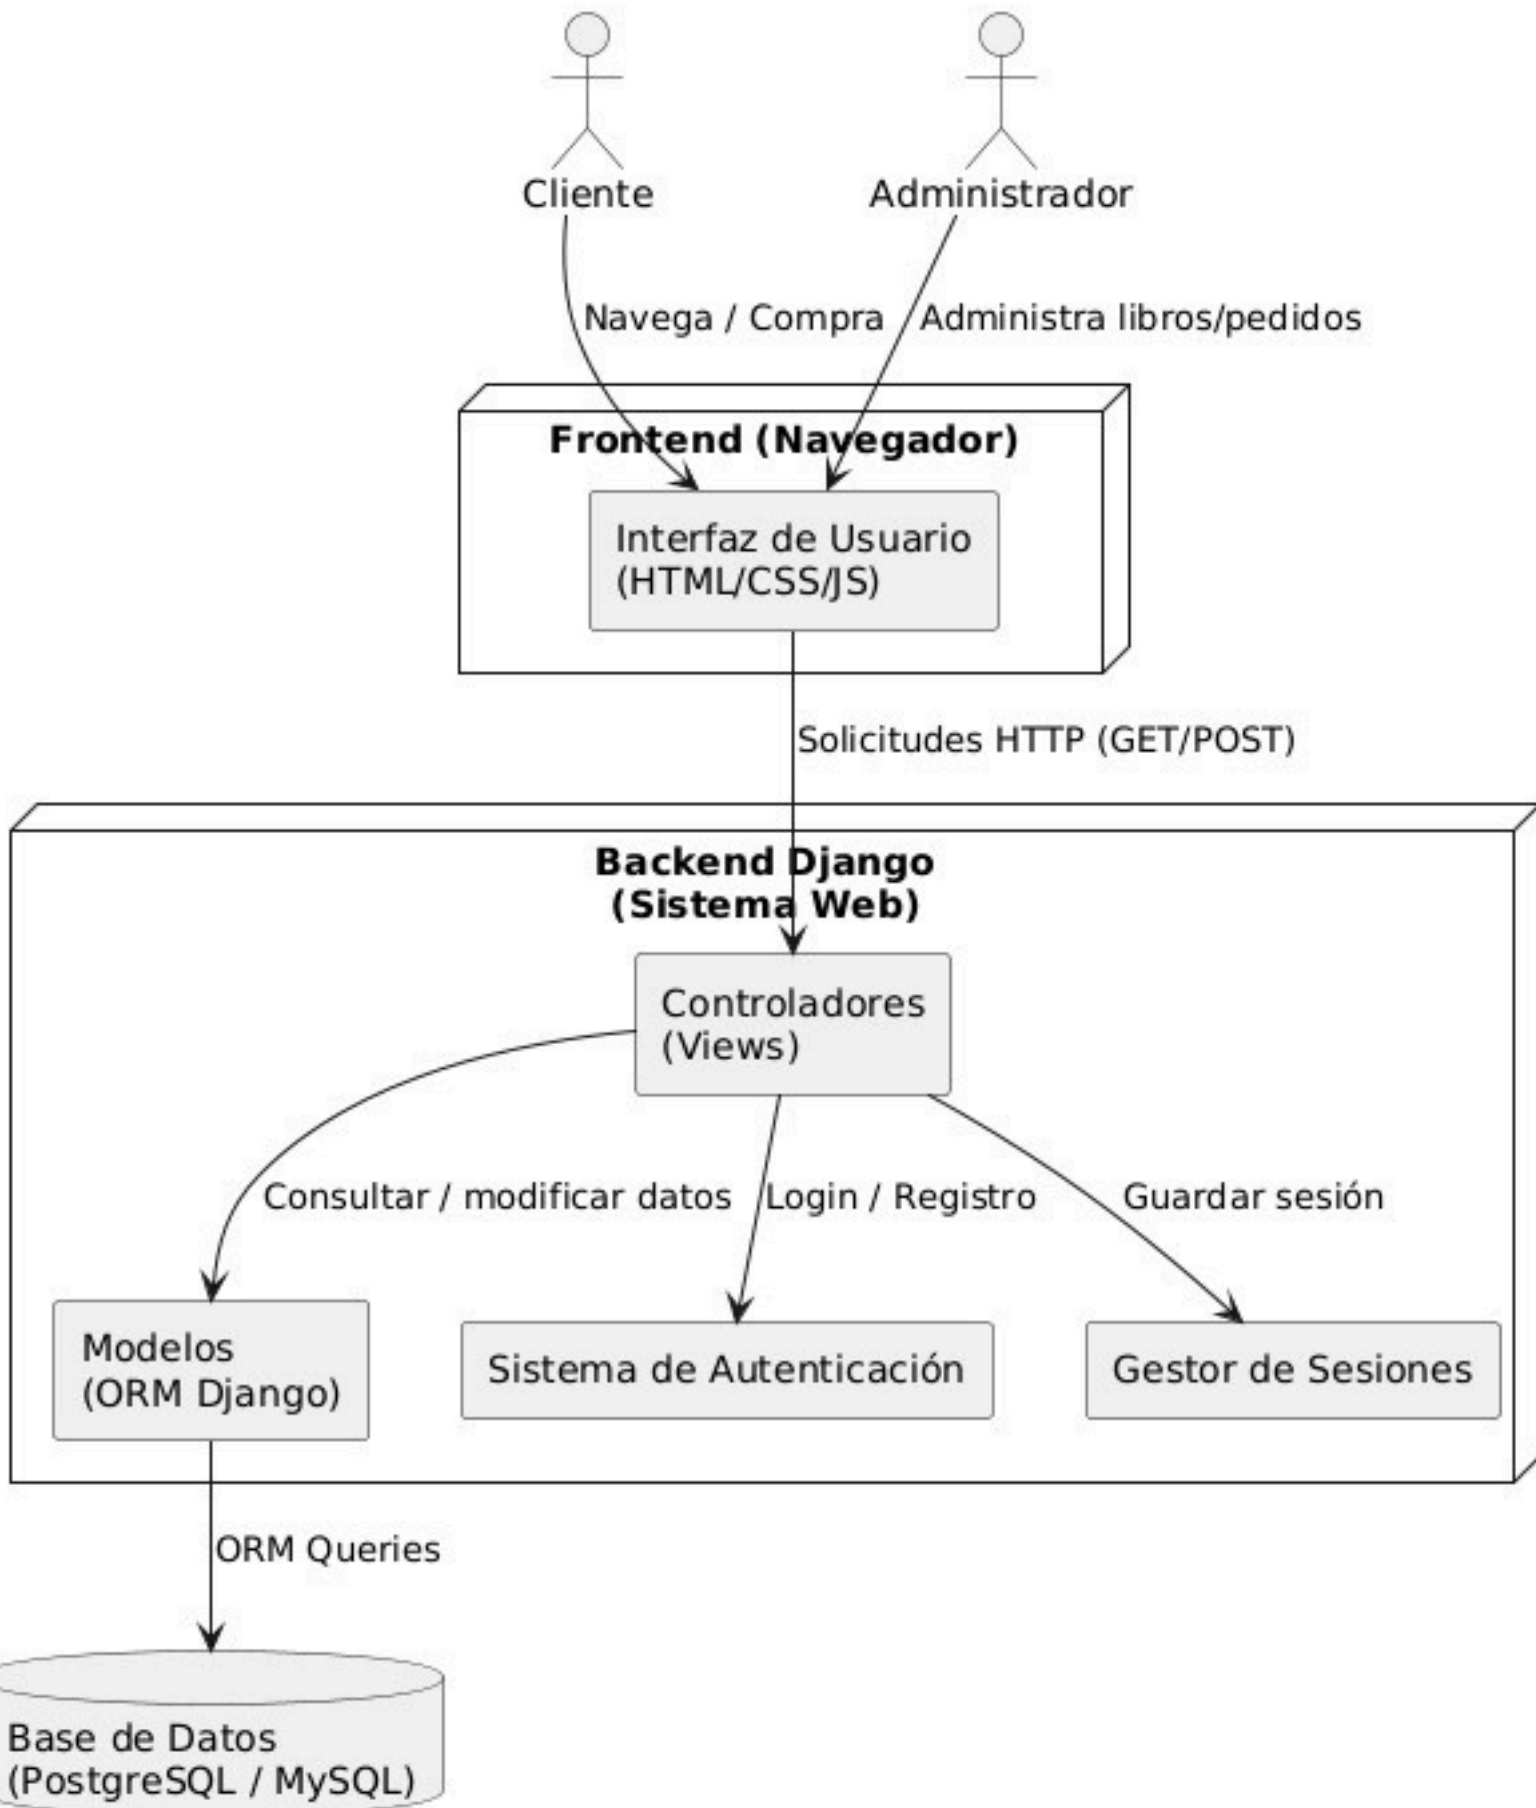 Cliente
Administrador
Navega / Compra
Administra libros/pedidos
Frontend (Navegador)
Interfaz de Usuario
(HTML/CSS/JS)
Solicitudes HTTP (GET/POST)
Backend Django
(Sistema Web)
Controladores
(Views)
Consultar / modificar datos
Login / Registro
Guardar sesión
Modelos
(ORM Django)
Sistema de Autenticación
Gestor de Sesiones
ORM Queries
Base de Datos
(PostgreSQL / MySQL)